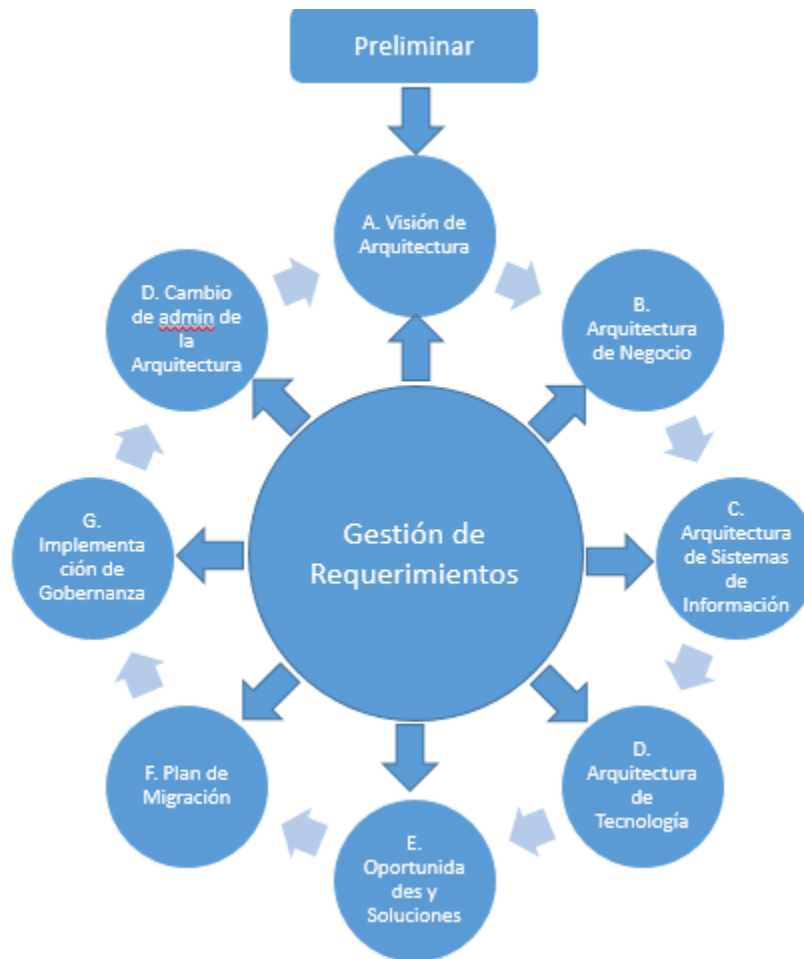 Preliminar
A. Visión de
Arquitectura
B.
Arquitectura
de Negocio
C.
Arquitectura
de Sistemas
de
Información
D.
Arquitectura
de
Tecnología
E.
Oportunida
des y
Soluciones
F. Plan de
Migración
G.
Implementa
ción de
Gobernanza
D. Cambio
de admin de
la
Arquitectura
Gestión de
Requerimientos